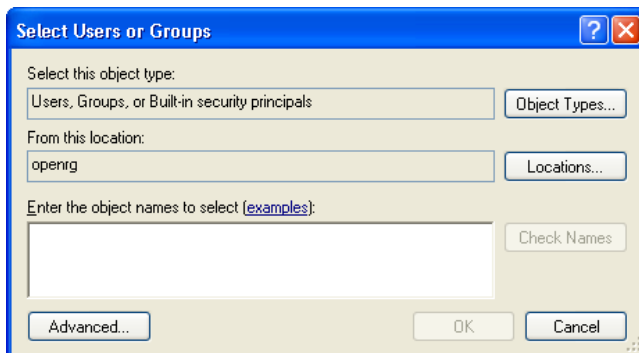 Select Users or Groups
Select this object type:
Users, Groups, or Built-in security principals
Object Types...
From this location:
openrg
Locations...
Enter the object names to select (examples):
Check Names
Advanced...
OK
Cancel